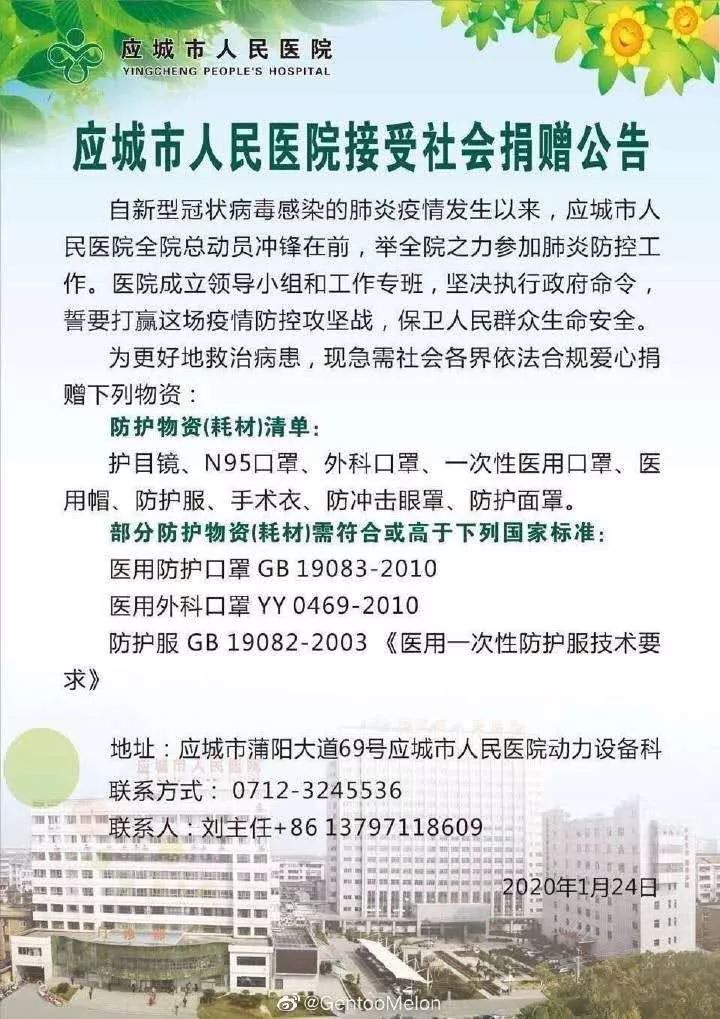 应城市人民医院
YINGCHENG PEOPLE'S HOSPITAL
应城市人民医院接受社会捐赠公告
自新型冠状病毒感染的肺炎疫情发生以来，应城市人
民医院全院总动员冲锋在前，举全院之力参加肺炎防控工
作。医院成立领导小组和工作专班，坚决执行政府命令，
誓要打赢这场疫情防控攻坚战，保卫人民群众生命安全。
为更好地救治病患，现急需社会各界依法合规爱心捐
赠下列物资：
防护物资(耗材)清单：
护目镜、N95口罩、外科口罩、一次性医用口罩、医
用帽、防护服、手术衣、防冲击眼罩、防护面罩。
部分防护物资(耗材)需符合或高于下列国家标准：
医用防护口罩 GB 19083-2010
医用外科口罩 YY 0469-2010
防护服 GB 19082-2003 《医用一次性防护服技术要
求》
地址：应城市蒲阳大道69号应城市人民医院动力设备科
应城市人民医院
联系方式： 0712-3245536
联系人：刘主任+86 13797118609
2020年1月24日
@GentooMelon